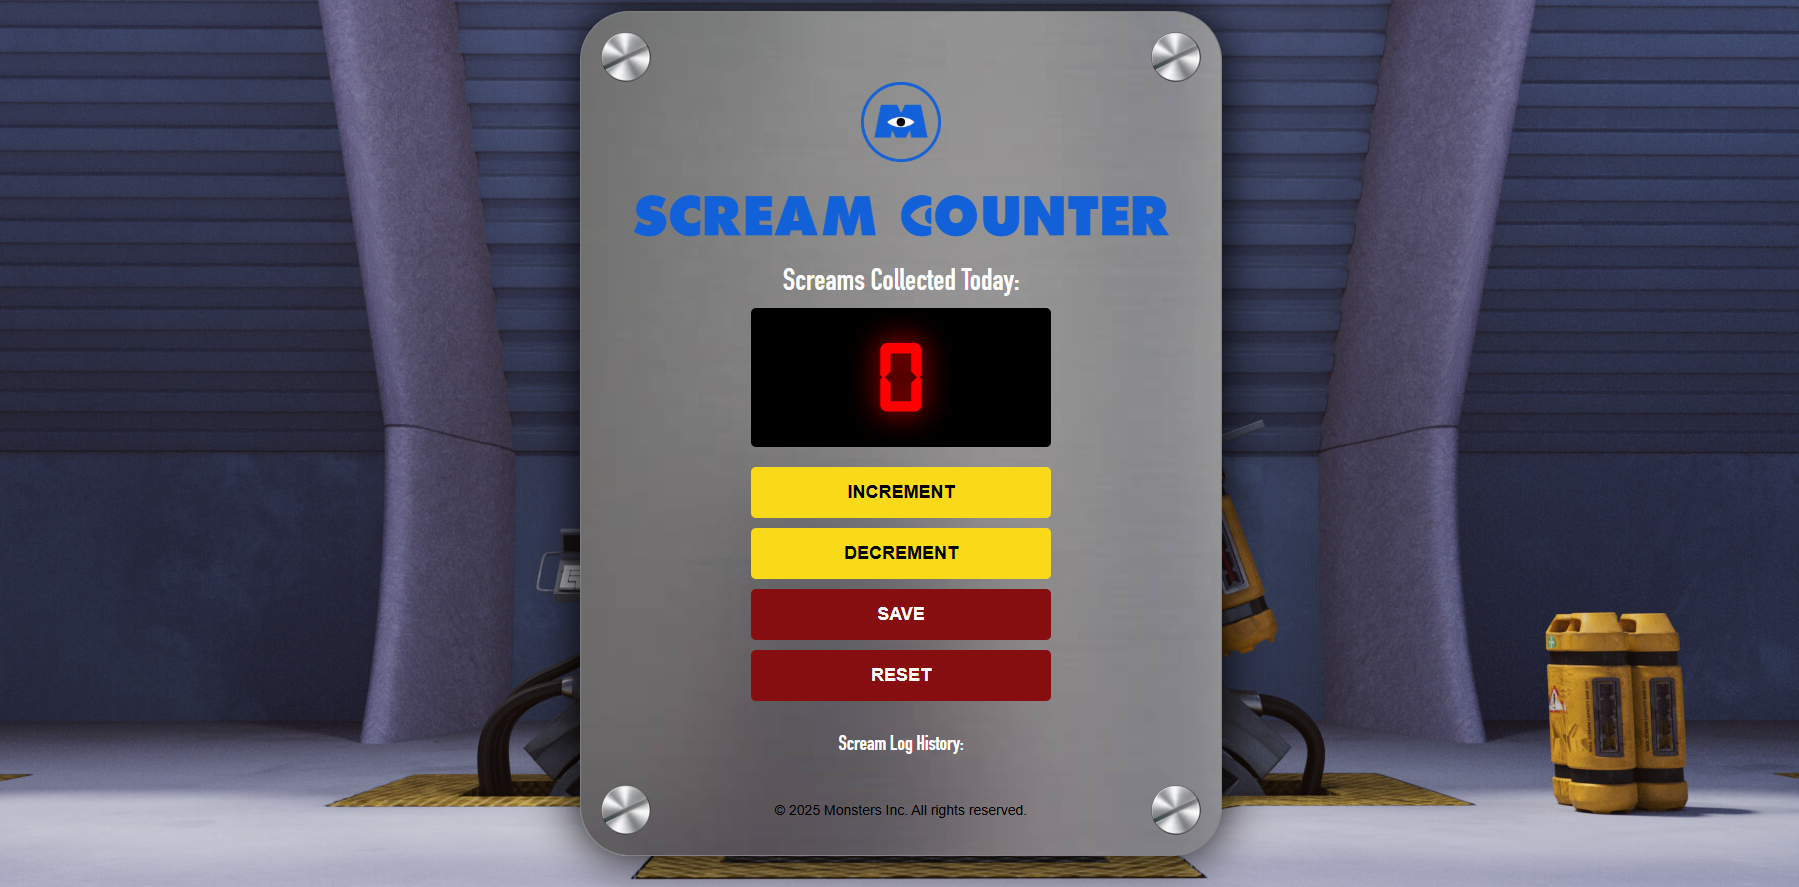 SCREAM COUNTER
Screams Collected Today:
0
INCREMENT
DECREMENT
SAVE
RESET
Scream Log History:
© 2025 Monsters Inc. All rights reserved.